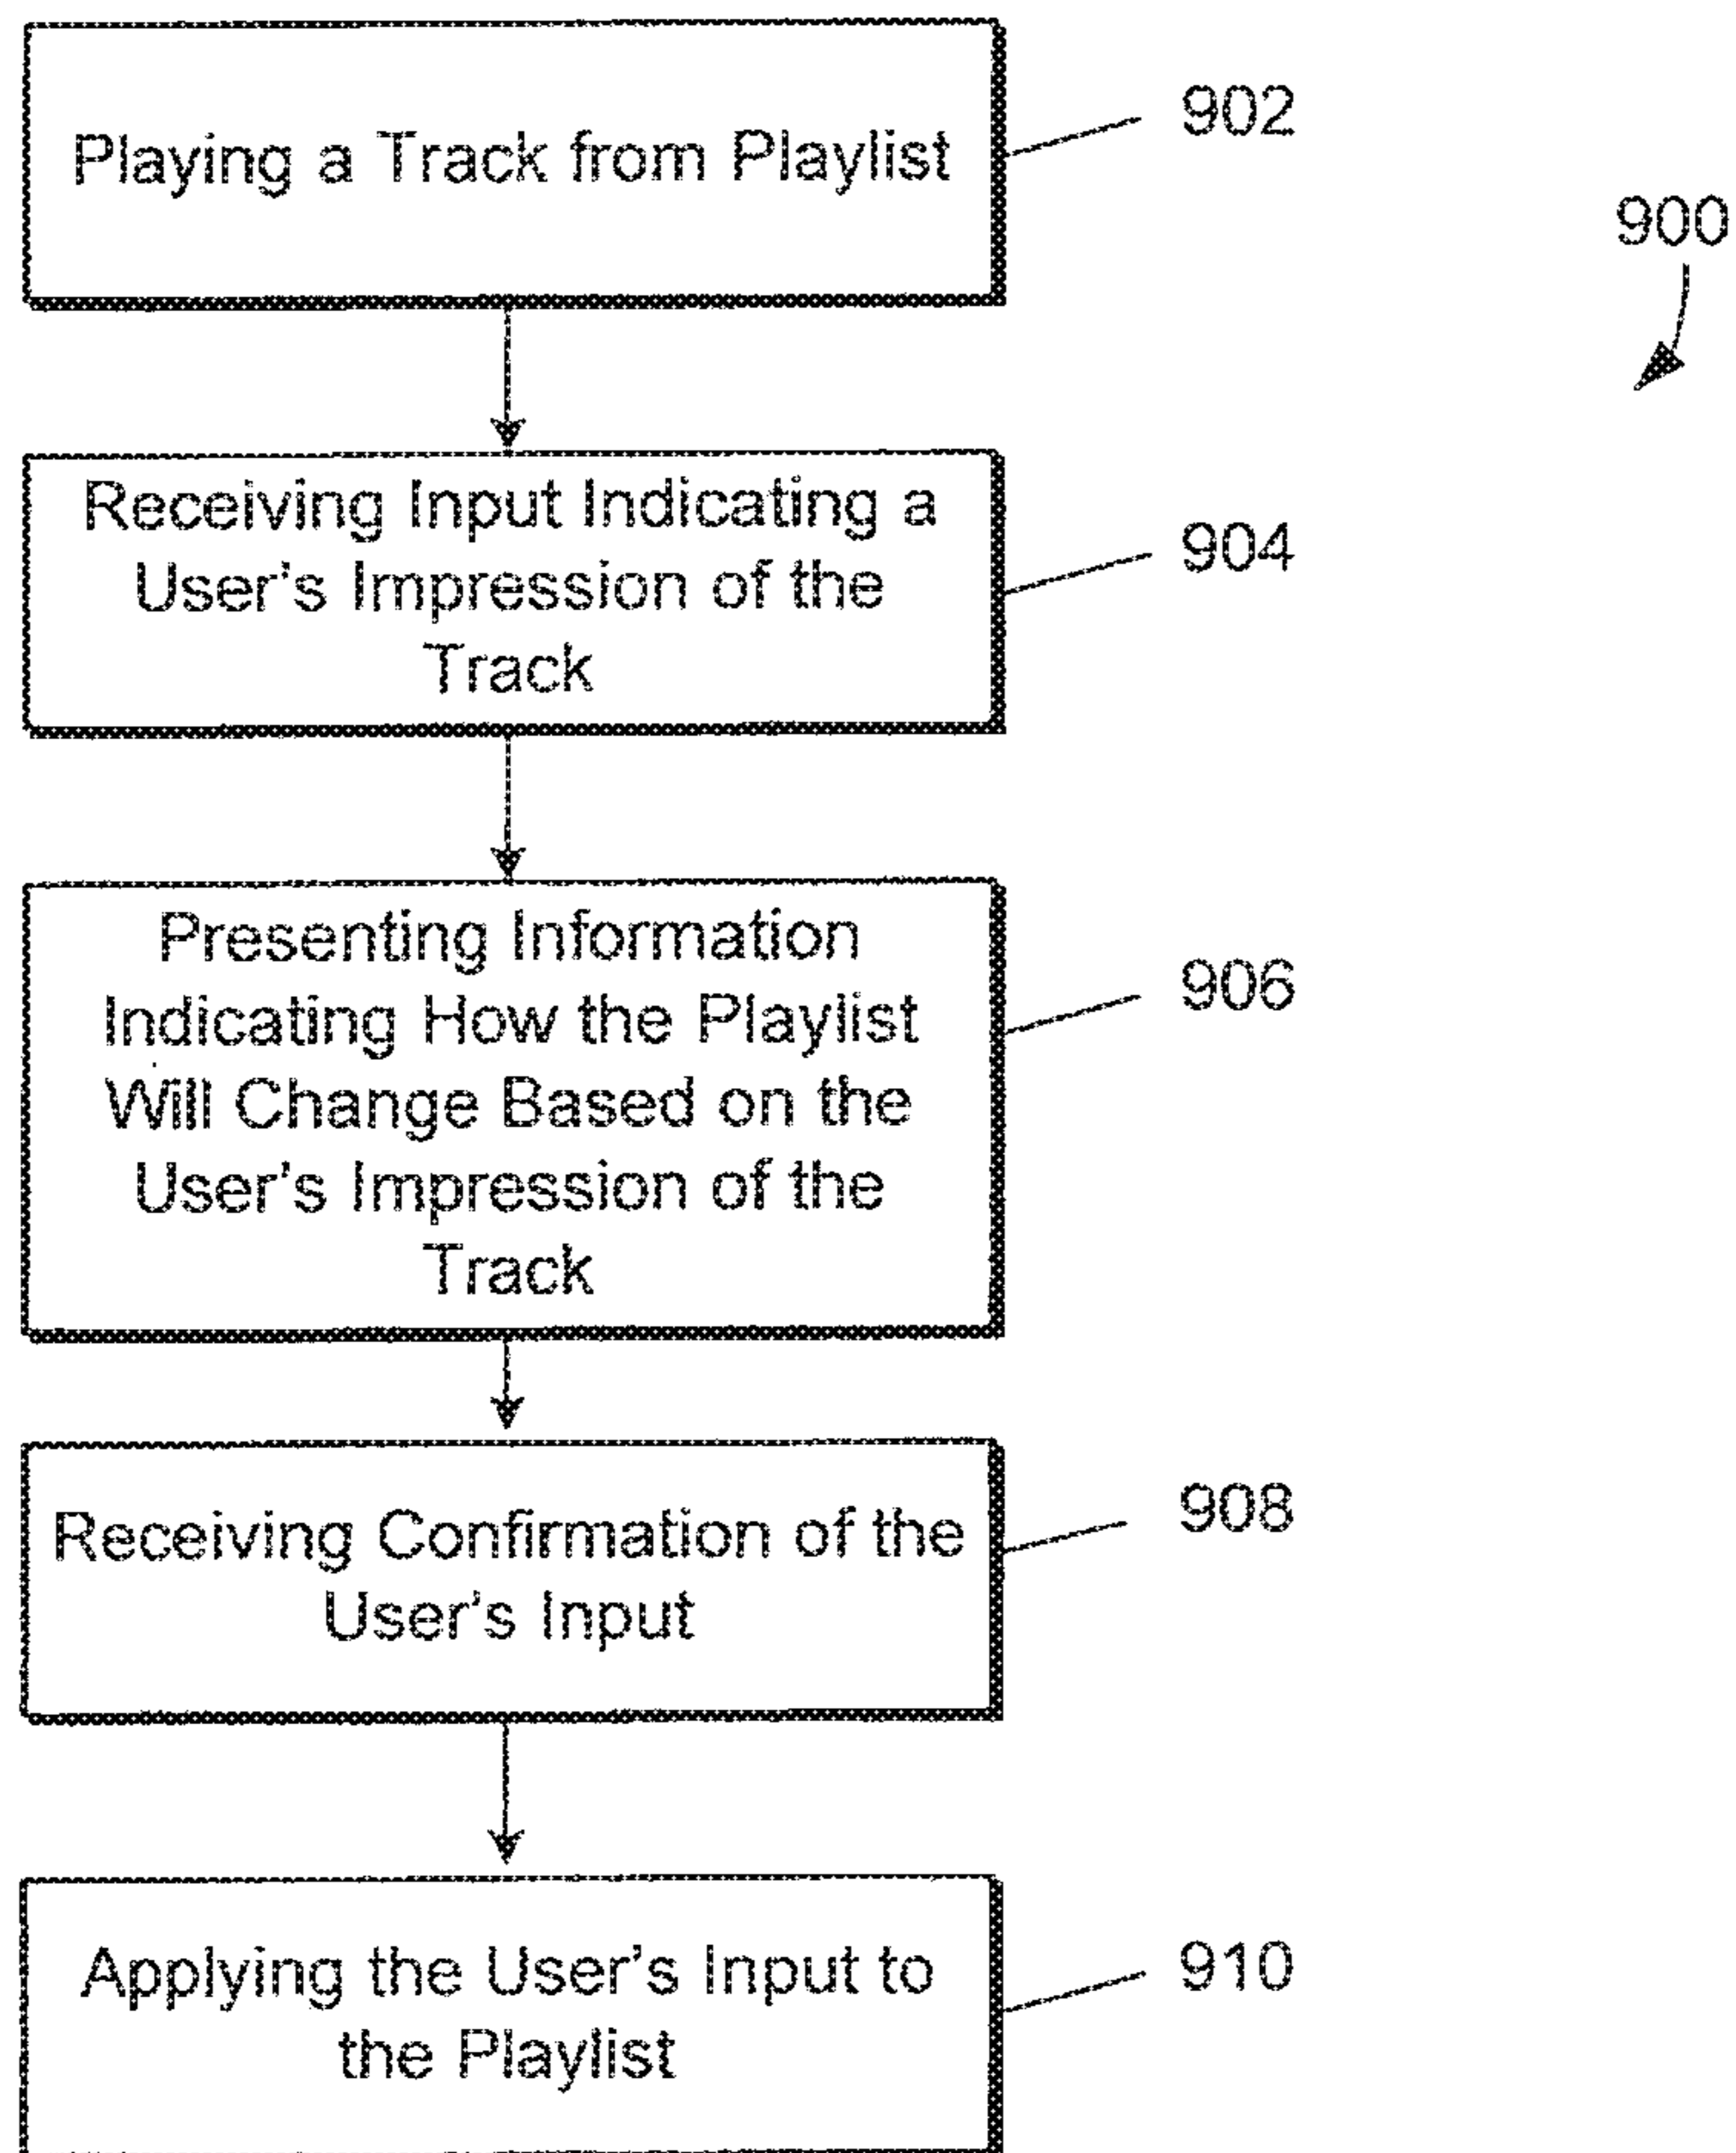 Playing a Track from Playlist
902
900
Receiving Input Indicating a
User's Impression of the
Track
904
Presenting Information
Indicating How the Playlist
Will Change Based on the
User's Impression of the
Track
906
Receiving Confirmation of the
User's Input
908
Applying the User's Input to
the Playlist
910